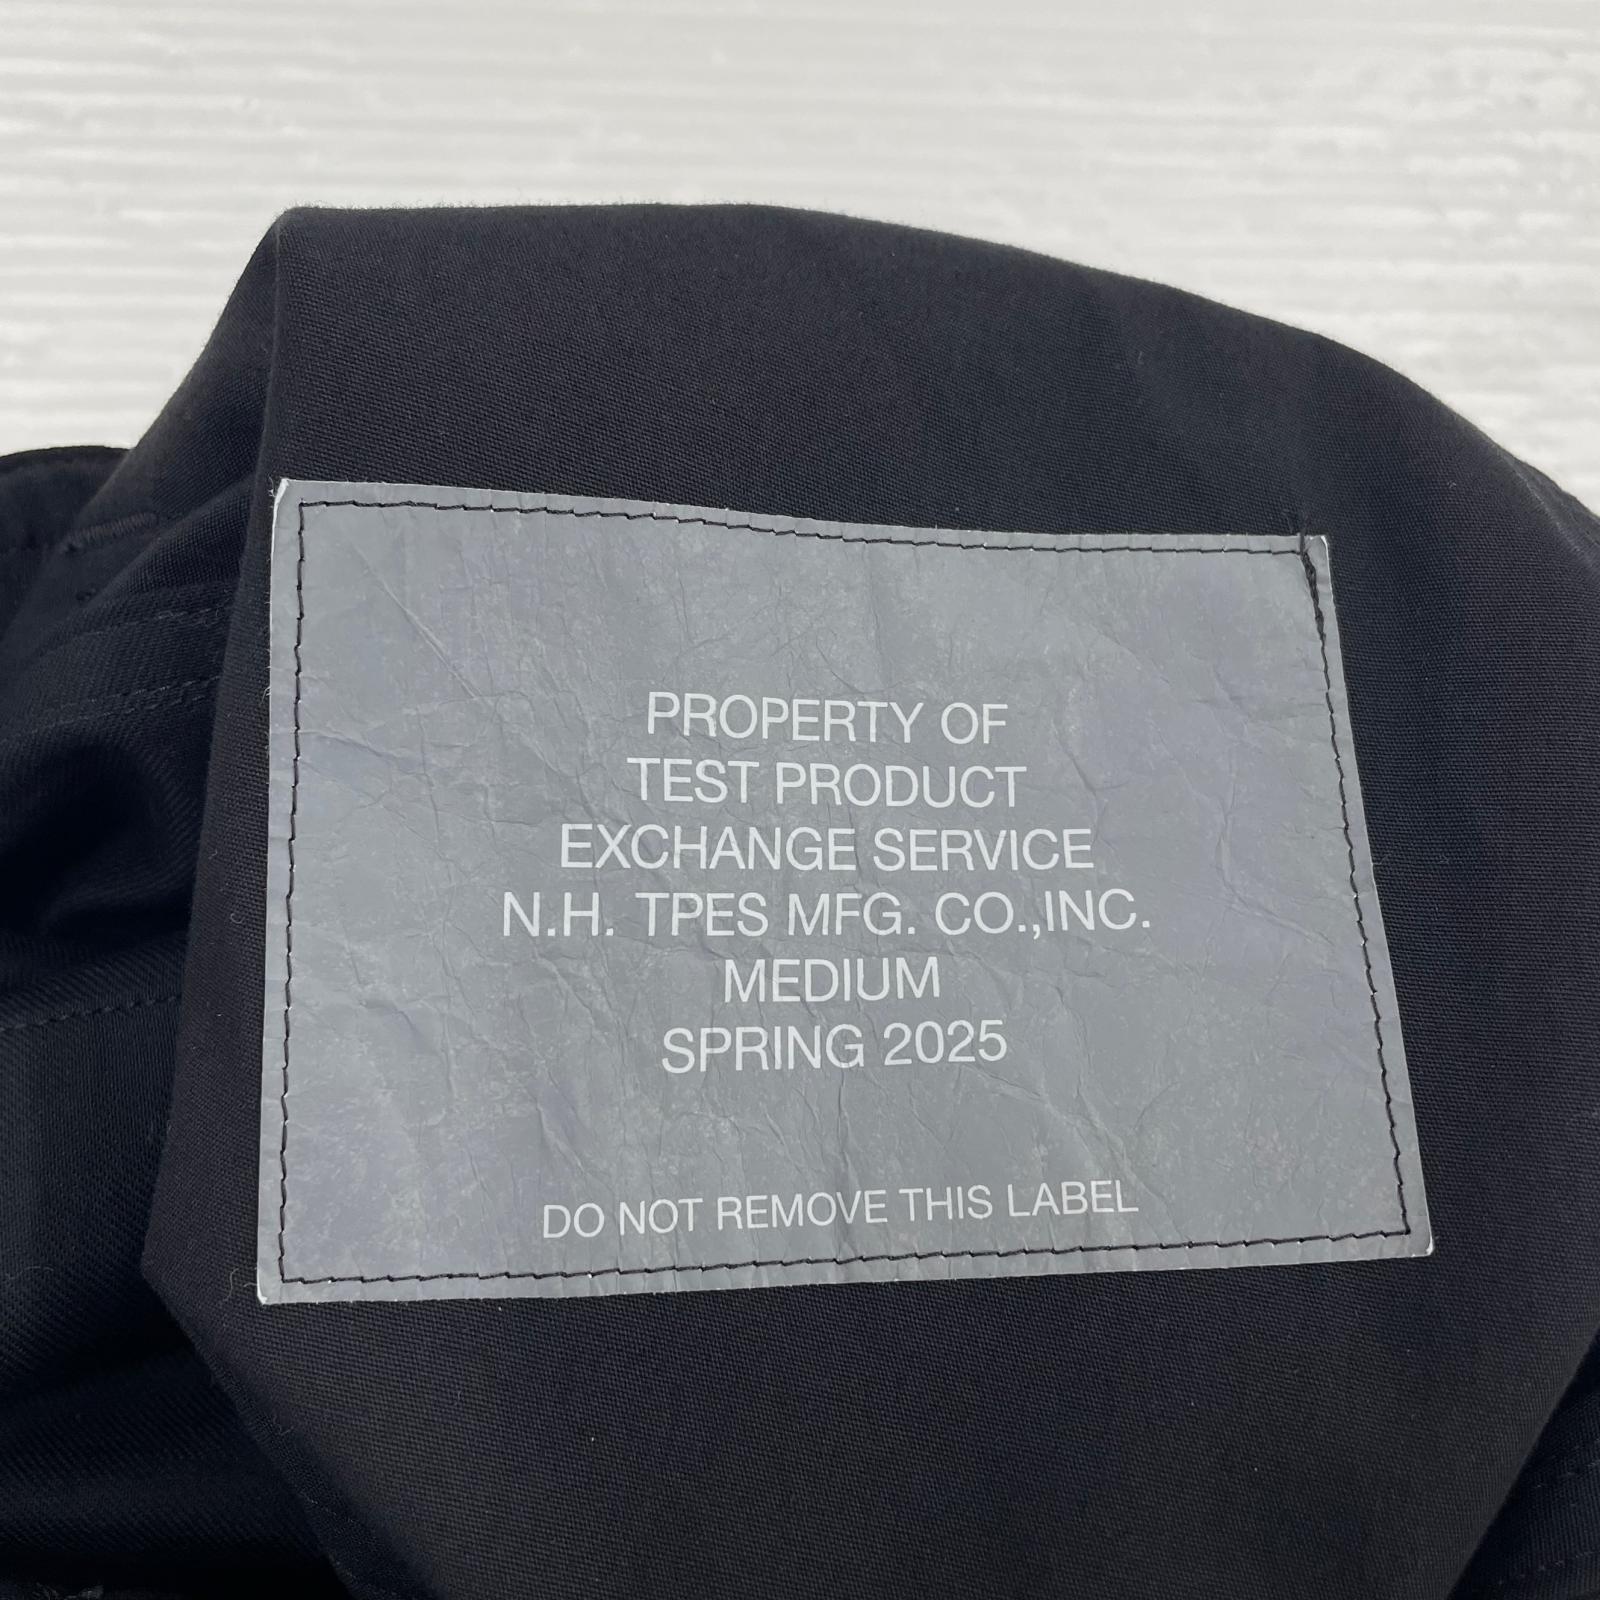 PROPERTY OF
TEST PRODUCT
EXCHANGE SERVICE
N.H. TPES MFG. CO.,INC.
MEDIUM
SPRING 2025
DO NOT REMOVE THIS LABEL